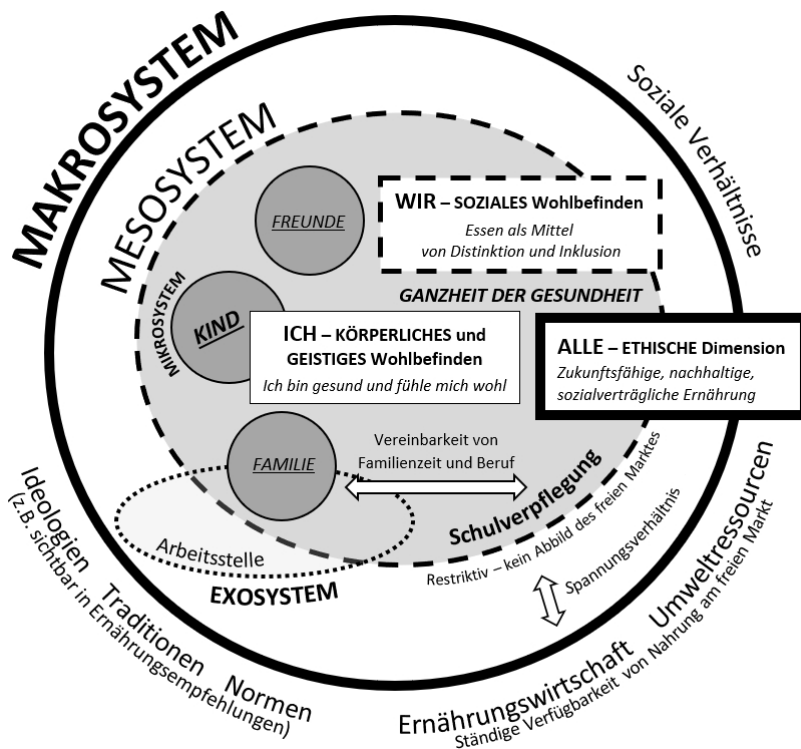 MAKROSYSTEM
MESOSYSTEM
Soziale Verhältnisse
FREUNDE
WIR – SOZIALES Wohlbefinden
Essen als Mittel
von Distinktion und Inklusion
GANZHEIT DER GESUNDHEIT
MIKROSYSTEM
KIND
ICH – KÖRPERLICHES und
GEISTIGES Wohlbefinden
Ich bin gesund und fühle mich wohl
ALLE – ETHISCHE Dimension
Zukunftsfähige, nachhaltige,
sozialverträgliche Ernährung
FAMILIE
Vereinbarkeit von
Familienzeit und Beruf
Schulverpflegung
Restriktiv – kein Abbild des freien Marktes
Spannungsverhältnis
Arbeitsstelle
EXOSYSTEM
Ideologien Traditionen Normen
(z.B. sichtbar in Ernährungsempfehlungen)
Ernährungswirtschaft Umweltressourcen
Ständige Verfügbarkeit von Nahrung am freien Markt